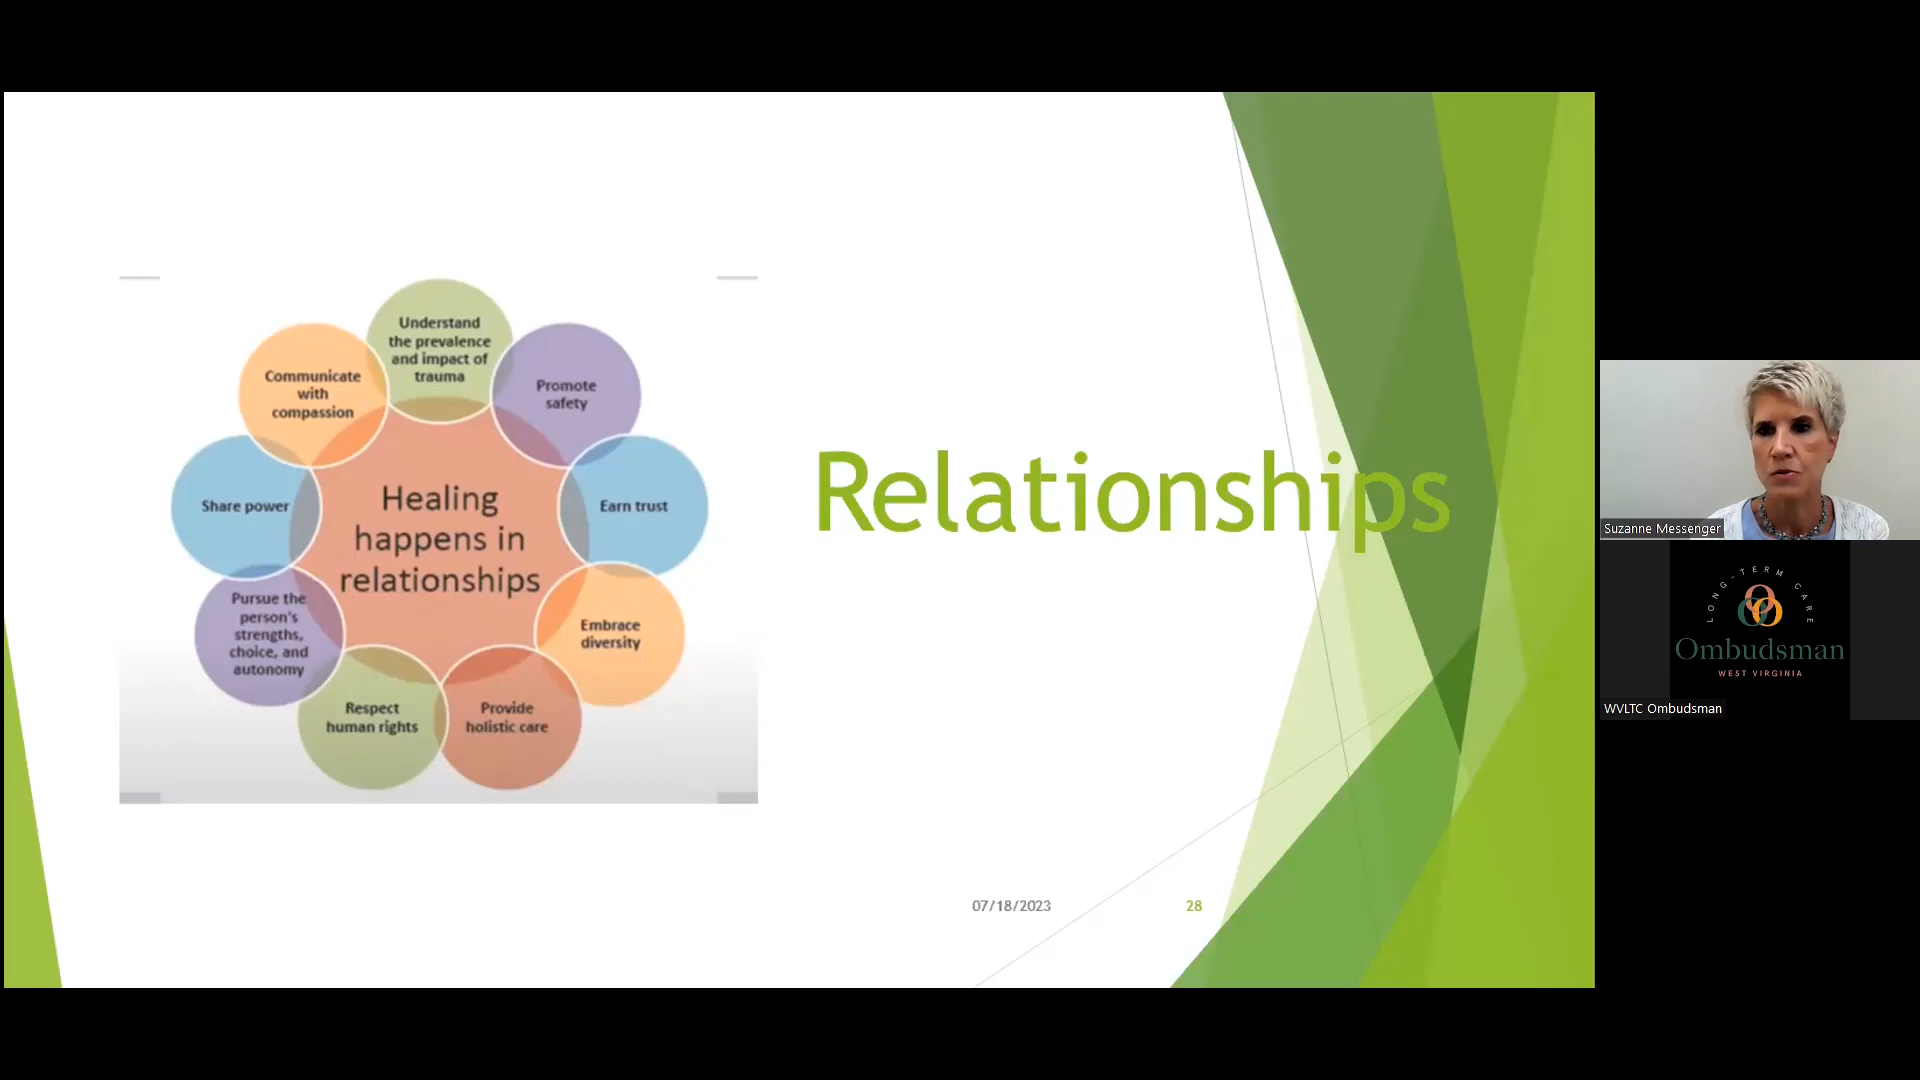 Understand
the prevalence
and impact of
trauma
Promote
safety
Earn trust
Embrace
diversity
Provide
holistic care
Respect
human rights
Pursue the
person's
strengths,
choice, and
autonomy
Share power
Communicate
with
compassion
Healing
happens in
relationships
Relationships
07/18/2023
28
Suzanne Messenger
LONG-TERM CARE
Ombudsman
WEST VIRGINIA
WVLTC Ombudsman